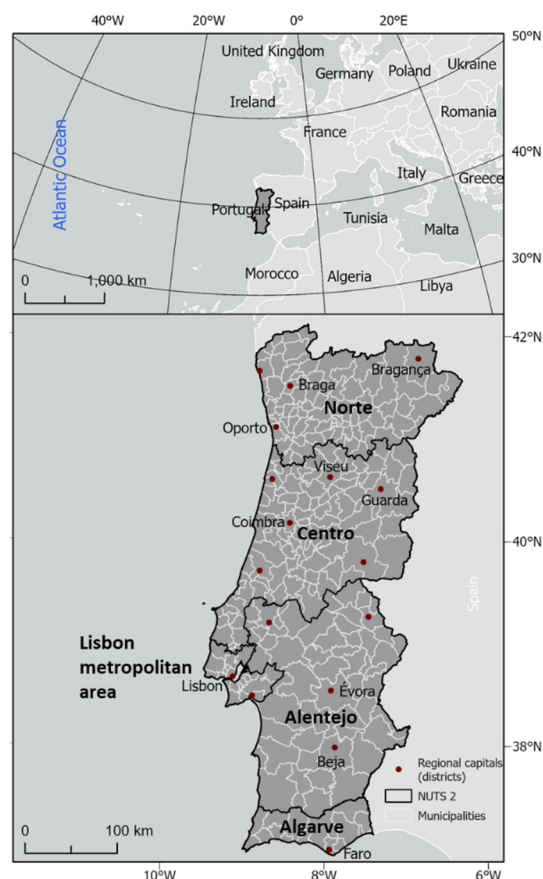 40°W 20°W 0° 20°E
50°N
United Kingdom
Germany
Poland
Ukraine
Ireland
Romania
France
Atlantic Ocean
40°N
Italy
Greece
Portugal
Spain
Tunisia
Malta
30°N
Morocco
Algeria
Libya
0 1,000 km
42°N
Bragança
Braga
Norte
Oporto
Viseu
Guarda
Coimbra
Centro
40°N
Spain
Lisbon
metropolitan
area
Lisbon
Évora
Alentejo
38°N
Beja
Regional capitals
(districts)
NUTS 2
Municipalities
Algarve
0 100 km
Faro
10°W 8°W 6°W